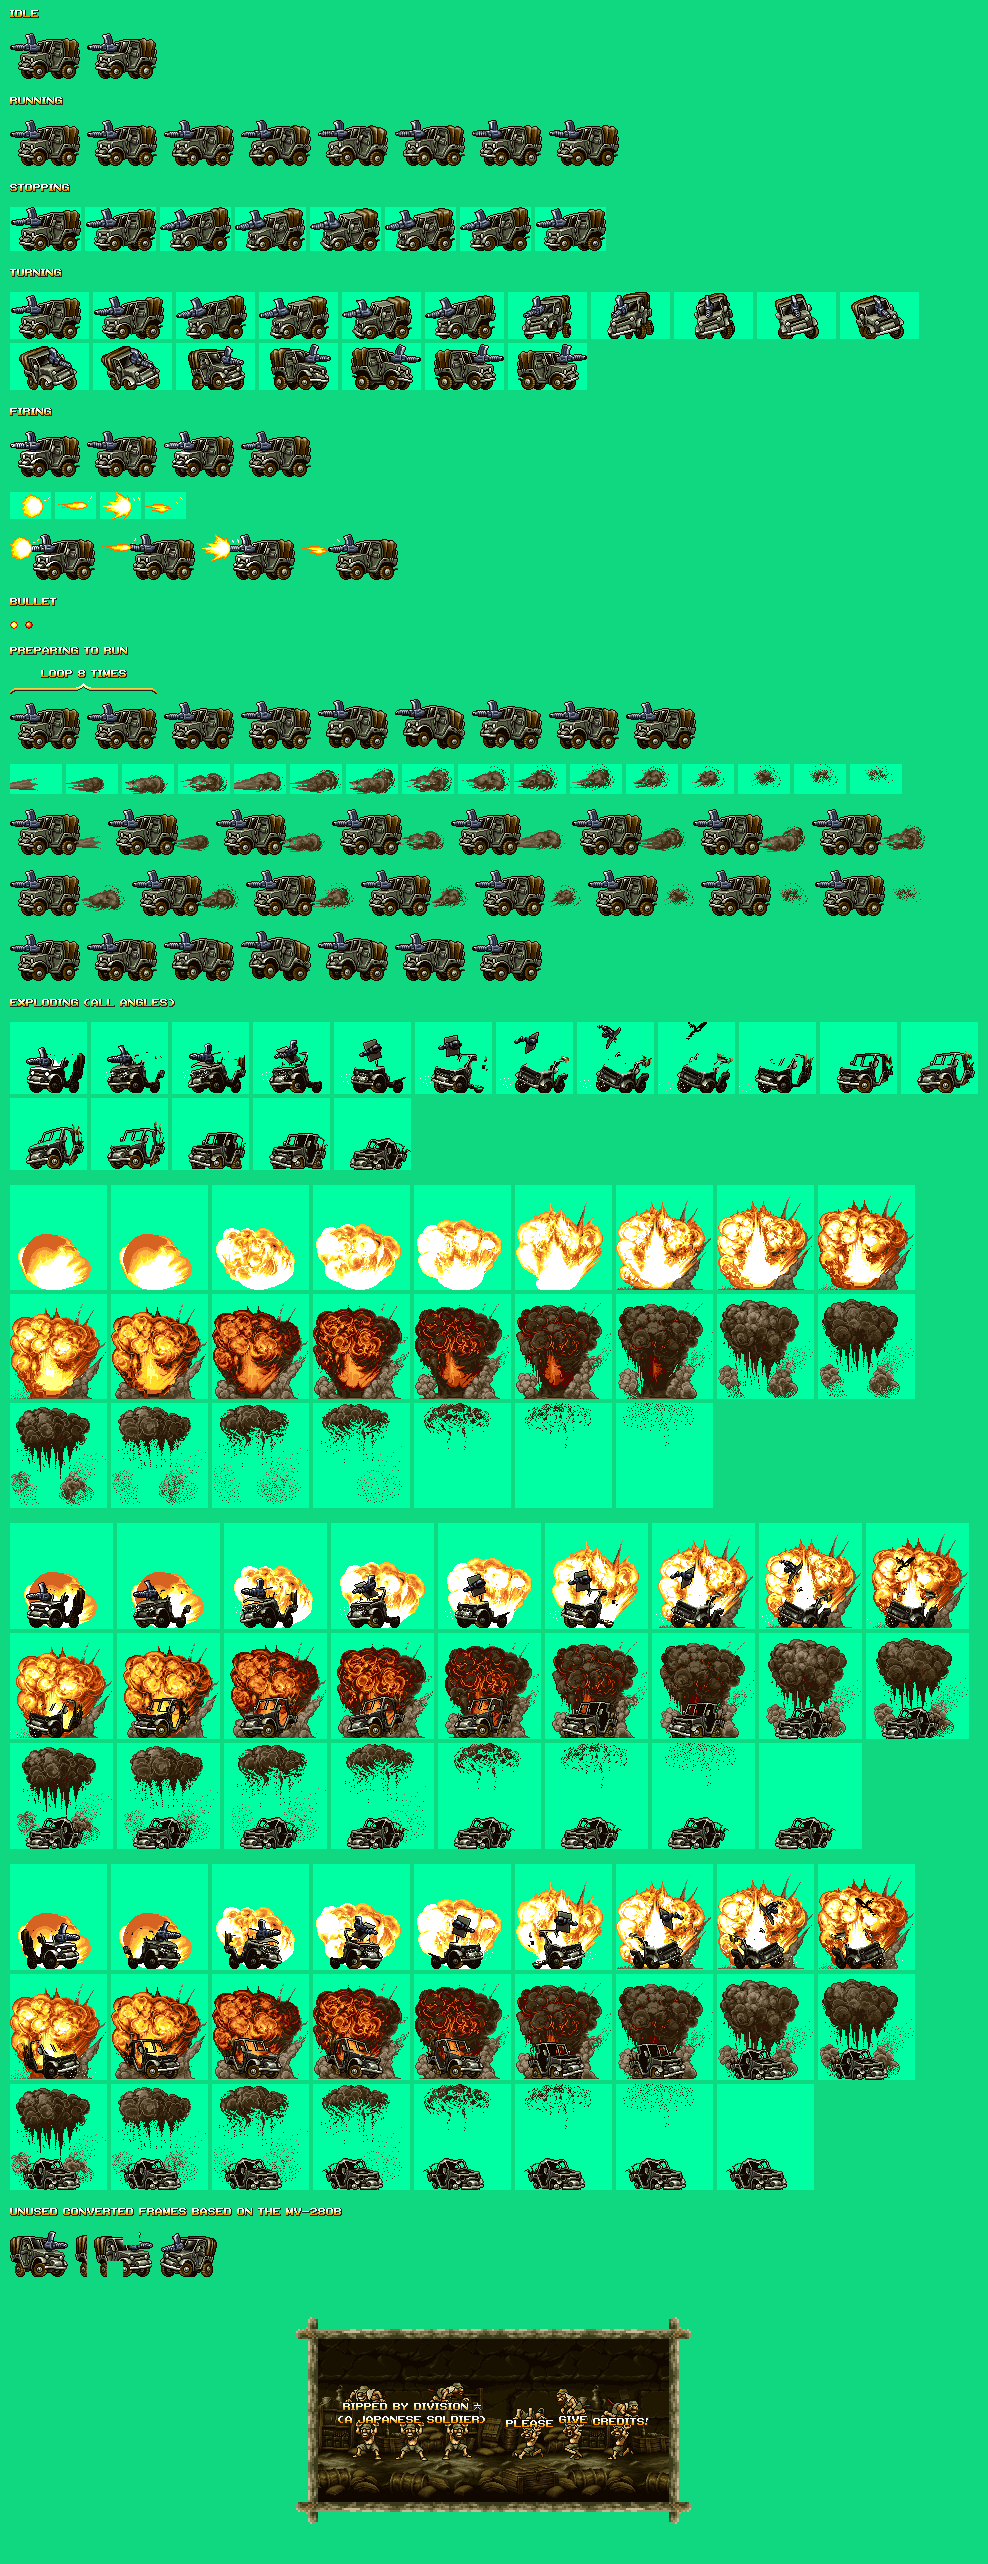 IDLE
RUNNING
STOPPING
TURNING
FIRING
BULLET
PREPARING TO RUN
LOOP 8 TIMES
EXPLODING (ALL ANGLES)
UNUSED CONVERTED FRAMES BASED ON THE MV-280B
RIPPED BY DIVISION 六
(A JAPANESE SOLDIER)
PLEASE GIVE CREDITS!